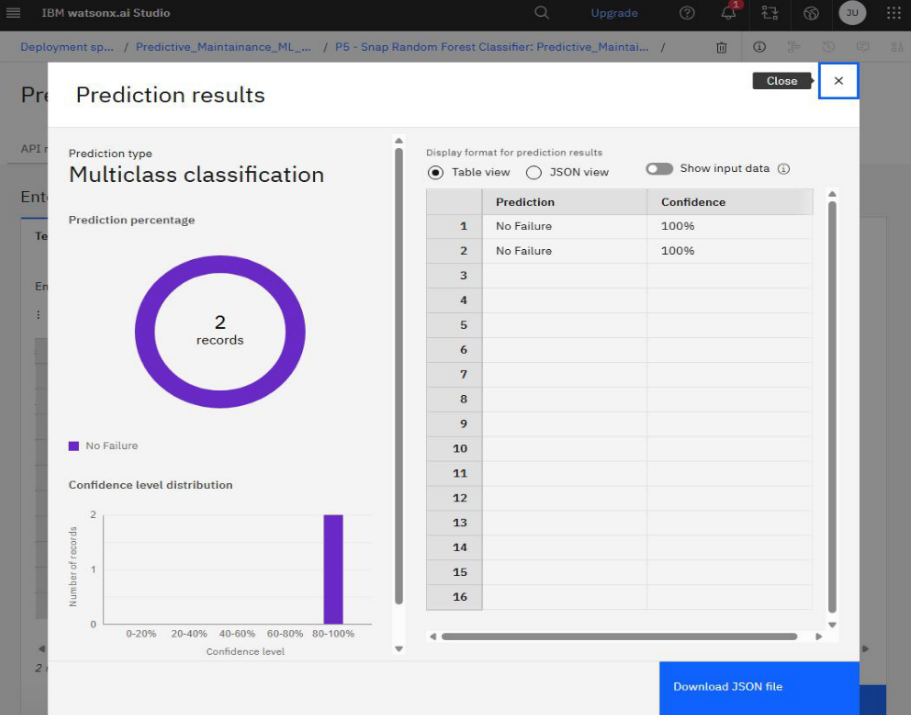 IBM watsonx.ai Studio
Upgrade
1
JU
Deployment sp... / Predictive_Maintainance_ML_... / P5 - Snap Random Forest Classifier: Predictive_Maintai... /
Pre
API r
Ent
Te
En
2
Prediction results
Close
Prediction type
Multiclass classification
Prediction percentage
2
records
No Failure
Confidence level distribution
Number of records
2
1
0
0-20% 20-40% 40-60% 60-80% 80-100%
Confidence level
Display format for prediction results
Table view JSON view Show input data
Prediction Confidence
1 No Failure 100%
2 No Failure 100%
3
4
5
6
7
8
9
10
11
12
13
14
15
16
Download JSON file